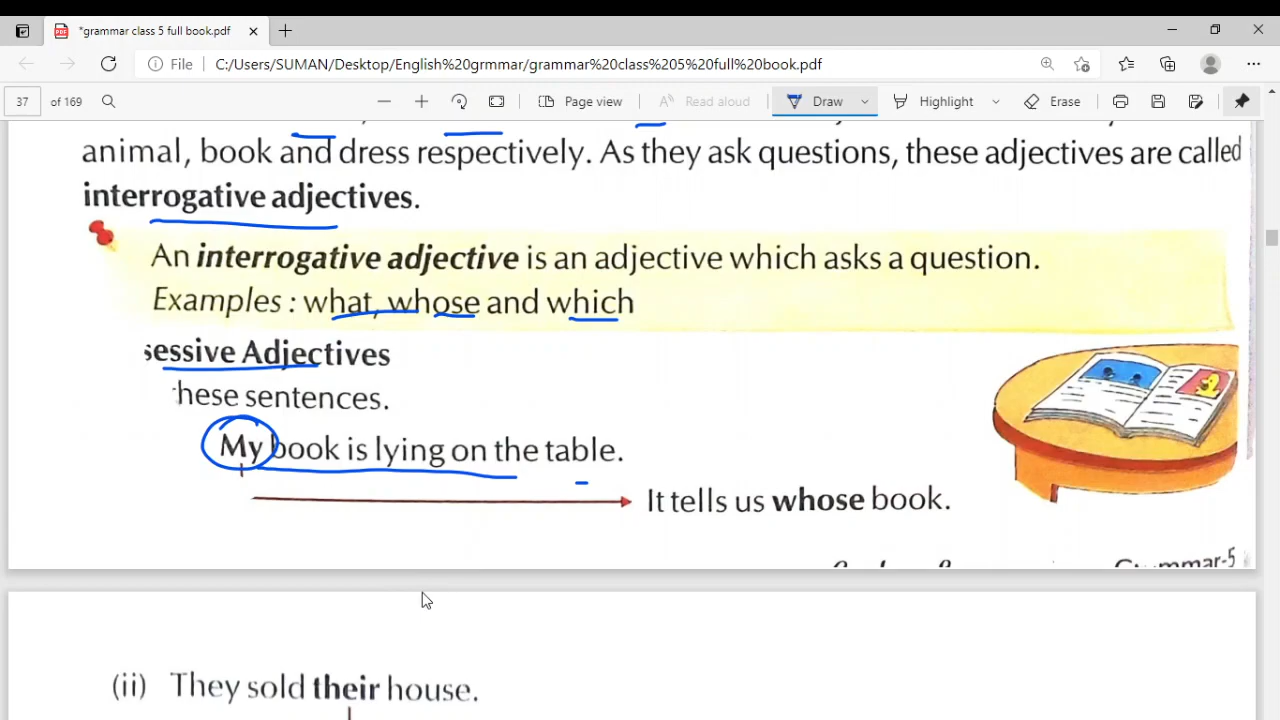 *grammar class 5 full book.pdf
File C:/Users/SUMAN/Desktop/English%20grmmar/grammar%20class%205%20full%20book.pdf
37 of 169 Page view Read aloud Draw Highlight Erase
animal, book and dress respectively. As they ask questions, these adjectives are called
interrogative adjectives.
An interrogative adjective is an adjective which asks a question.
Examples : what, whose and which
sessive Adjectives
hese sentences.
My book is lying on the table.
It tells us whose book.
(ii) They sold their house.